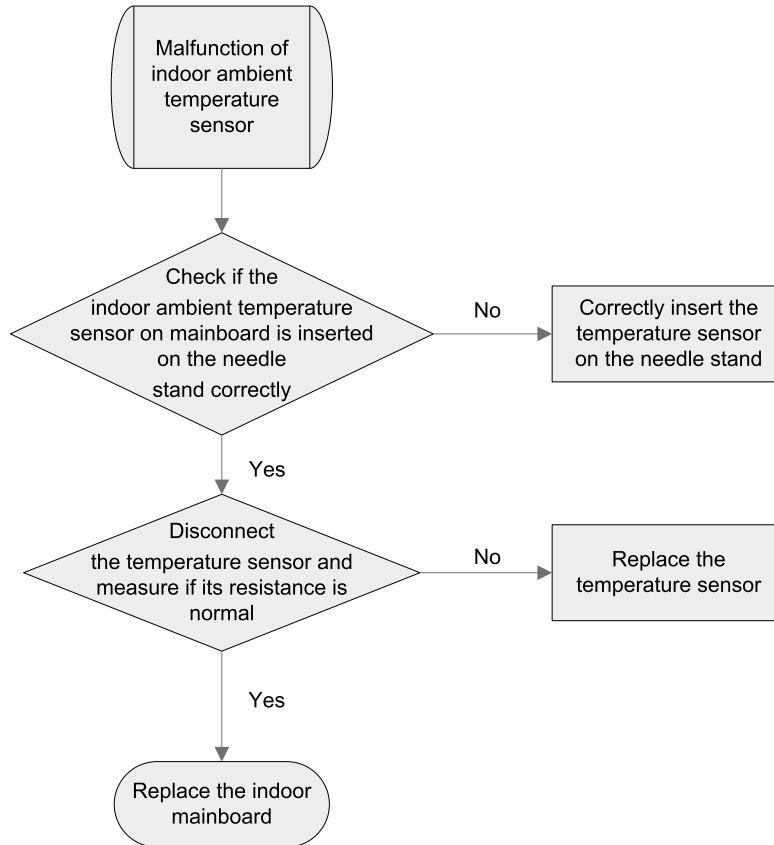 Malfunction of
indoor ambient
temperature
sensor
Check if the
indoor ambient temperature
sensor on mainboard is inserted
on the needle
stand correctly
No
Correctly insert the
temperature sensor
on the needle stand
Yes
Disconnect
the temperature sensor and
measure if its resistance is
normal
No
Replace the
temperature sensor
Yes
Replace the indoor
mainboard